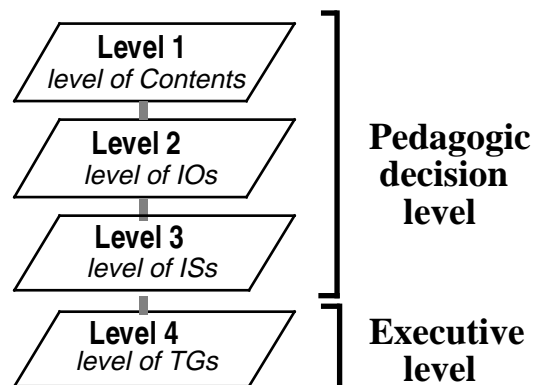 Level 1
level of Contents
Level 2
level of IOs
Level 3
level of ISs
Level 4
level of TGs
Pedagogic
decision
level
Executive
level